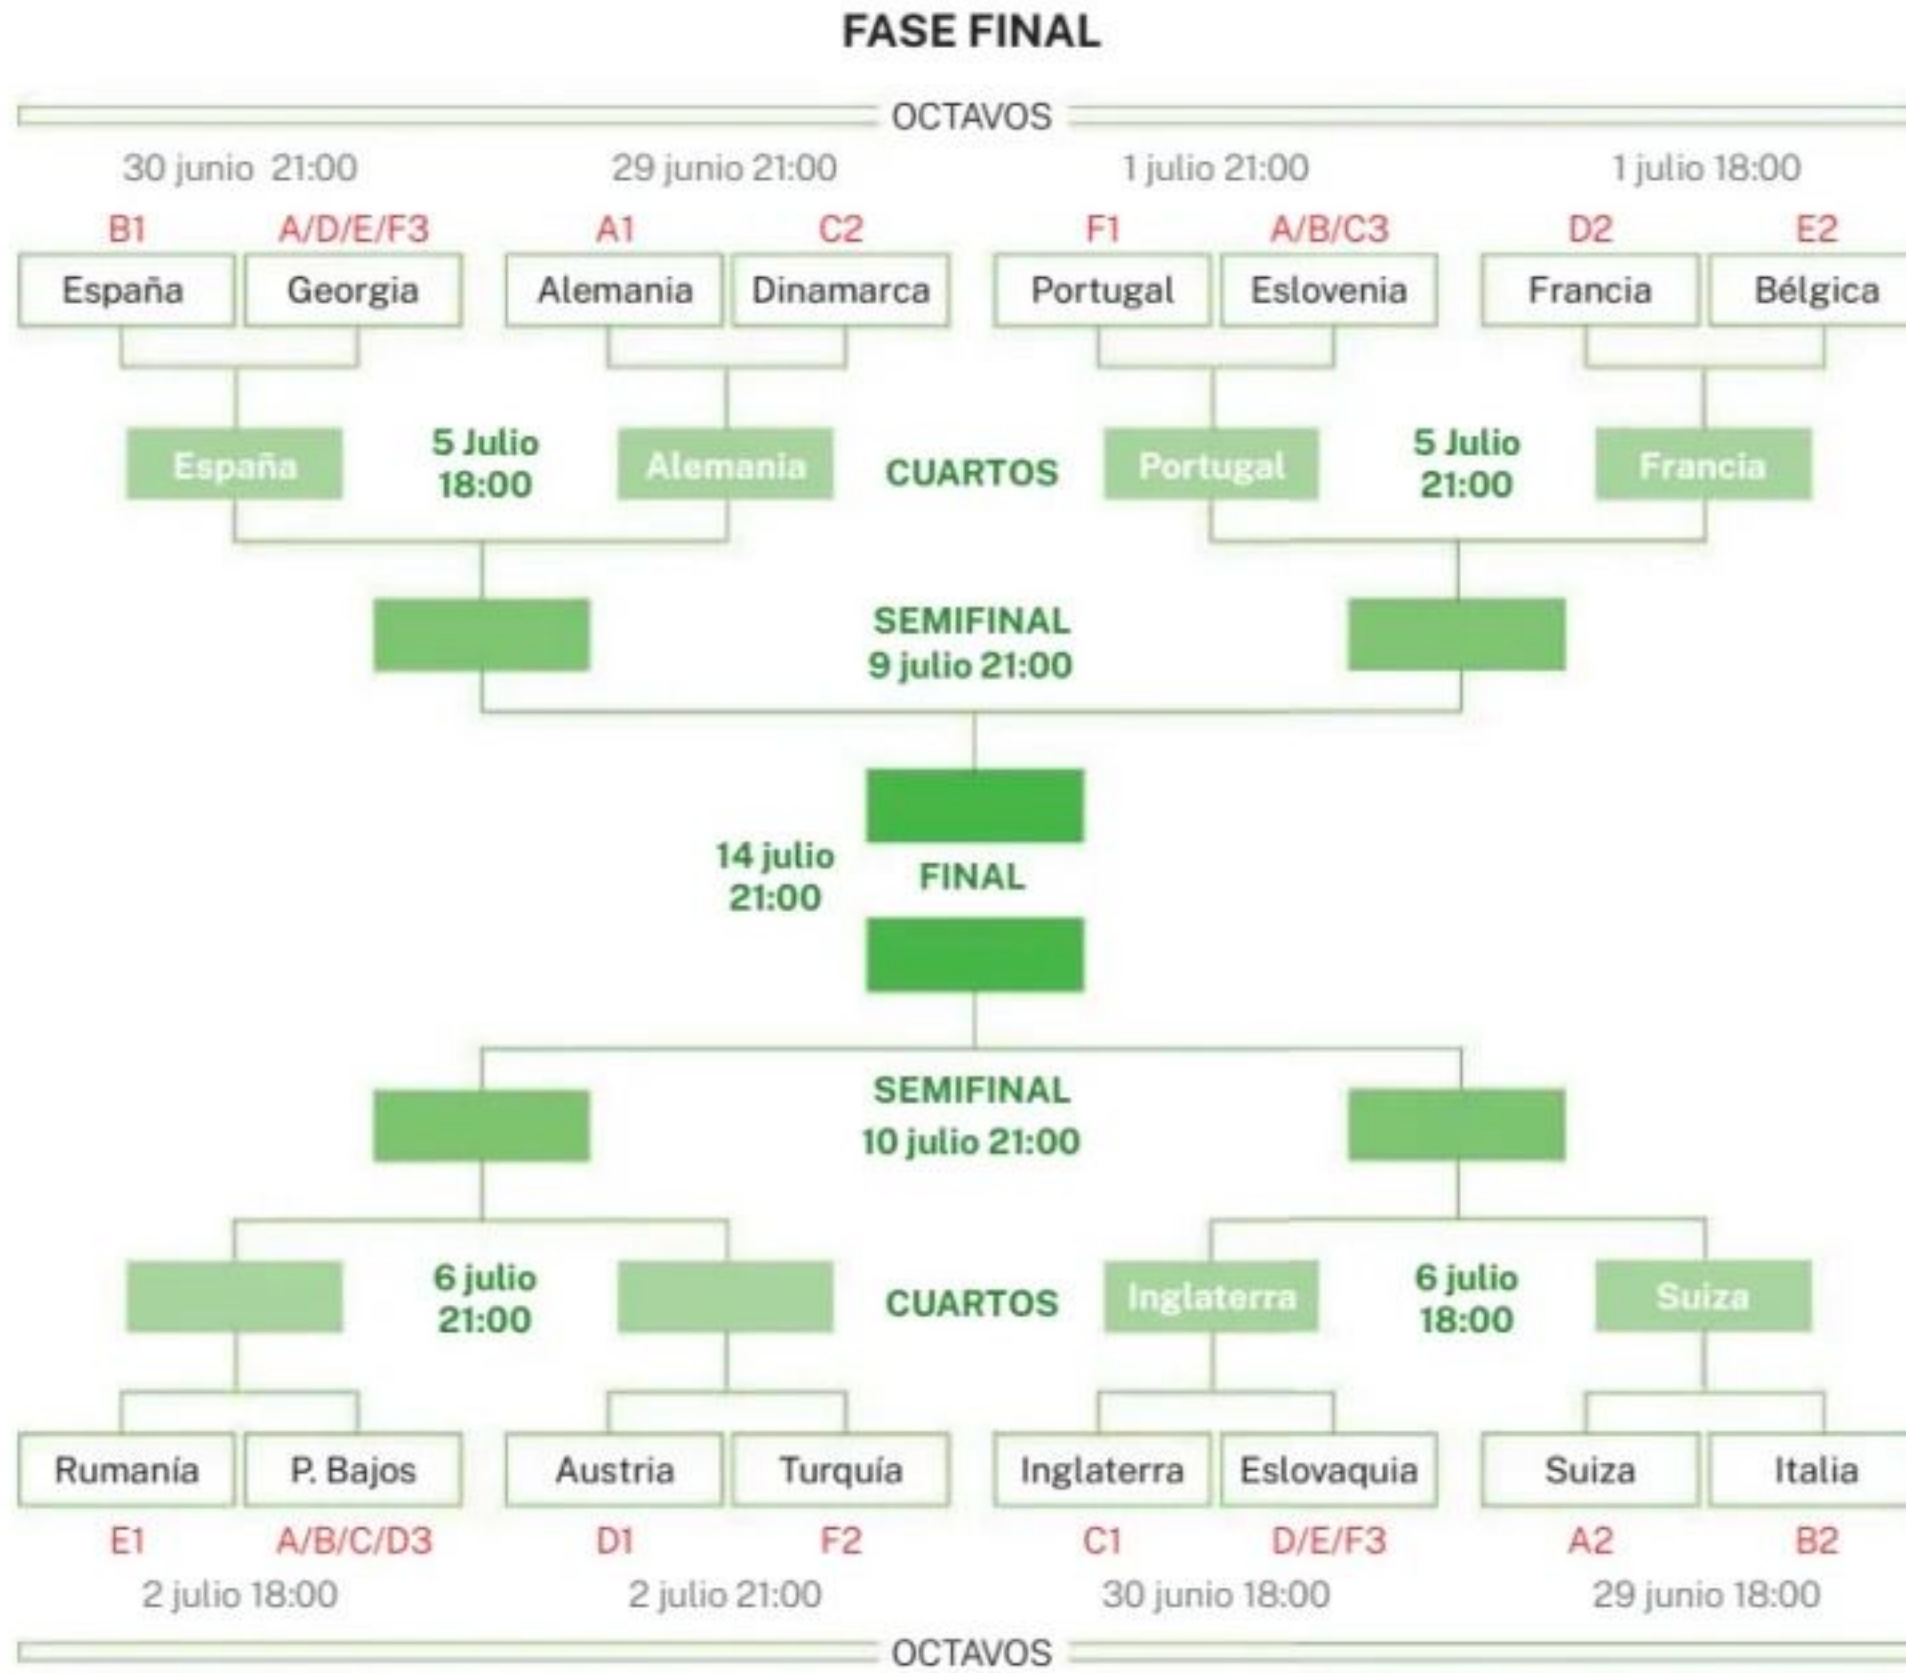 FASE FINAL
OCTAVOS
30 junio 21:00 29 junio 21:00 1 julio 21:00 1 julio 18:00
B1 A/D/E/F3 A1 C2 F1 A/B/C3 D2 E2
España Georgia Alemania Dinamarca Portugal Eslovenia Francia Bélgica
España 5 Julio 18:00 Alemania CUARTOS Portugal 5 Julio 21:00 Francia
SEMIFINAL
9 julio 21:00
14 julio
21:00
FINAL
SEMIFINAL
10 julio 21:00
6 julio 21:00 CUARTOS Inglaterra 6 julio 18:00 Suiza
Rumanía P. Bajos Austria Turquía Inglaterra Eslovaquia Suiza Italia
E1 A/B/C/D3 D1 F2 C1 D/E/F3 A2 B2
2 julio 18:00 2 julio 21:00 30 junio 18:00 29 junio 18:00
OCTAVOS